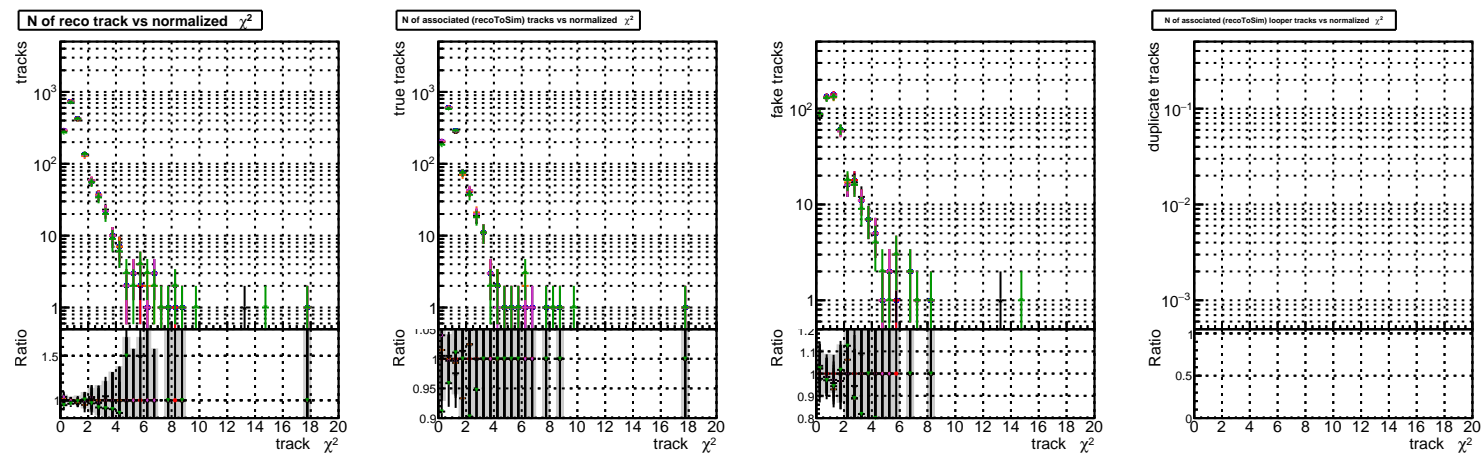 N of reco track vs normalized χ²
tracks
10³
10²
10
1
Ratio
1.5
1
0 2 4 6 8 10 12 14 16 18 20
track χ²
N of associated (recoToSim) tracks vs normalized χ²
true tracks
10³
10²
10
1
Ratio
1.05
1
0.95
0.9
0 2 4 6 8 10 12 14 16 18 20
track χ²
fake tracks
10²
10
1
Ratio
1.2
1.1
1
0.9
0.8
0 2 4 6 8 10 12 14 16 18 20
track χ²
N of associated (recoToSim) looper tracks vs normalized χ²
duplicate tracks
10⁻¹
10⁻²
10⁻³
Ratio
1
0.5
0
0 2 4 6 8 10 12 14 16 18 20
track χ²